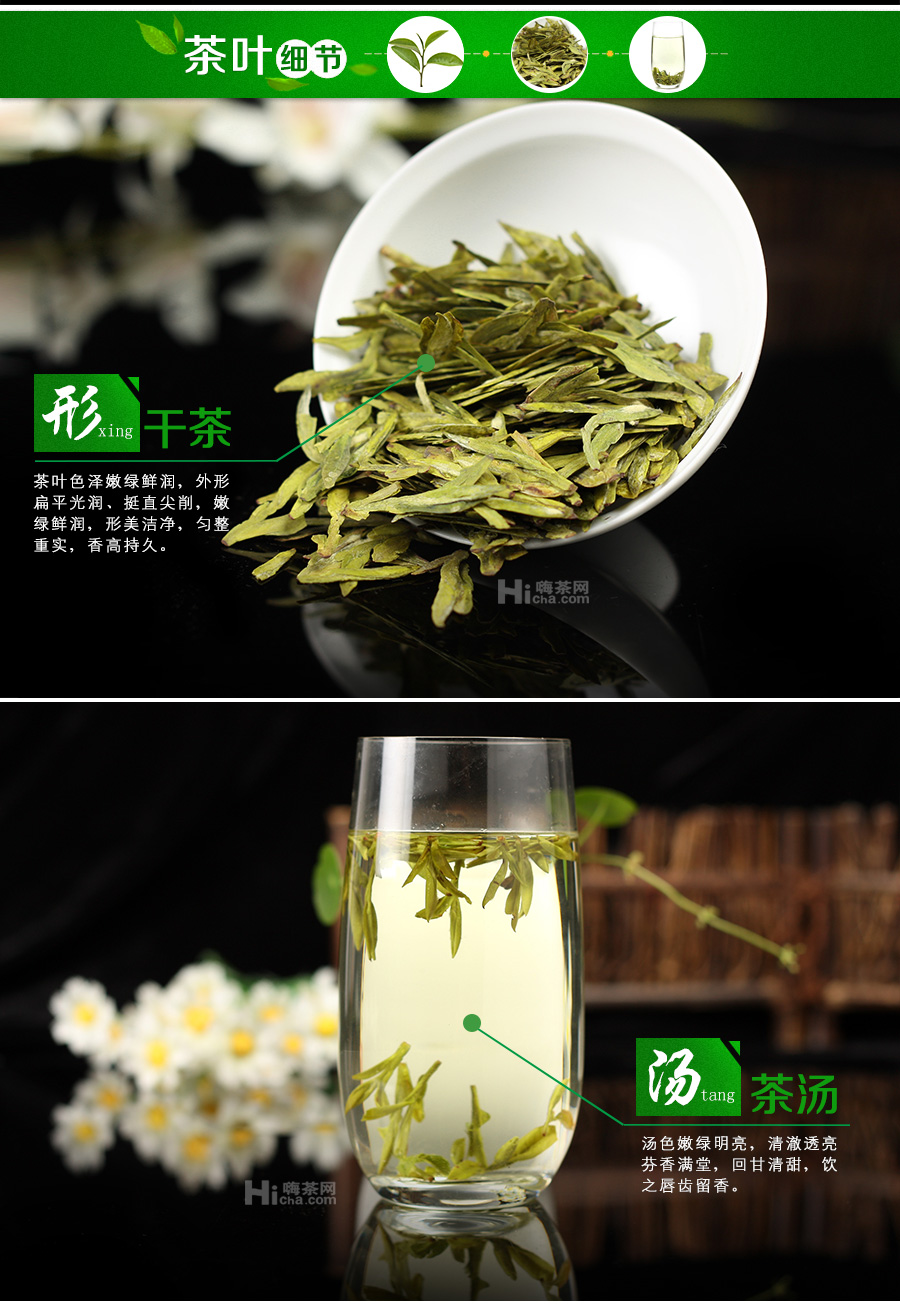 茶叶细节
形
xing
干茶
茶叶色泽嫩绿鲜润，外形
扁平光润、挺直尖削，嫩
绿鲜润，形美洁净，匀整
重实，香高持久。
Hi嗨茶网
cha.com
汤
tang
茶汤
汤色嫩绿明亮，清澈透亮
芬香满堂，回甘清甜，饮
之唇齿留香。
Hi嗨茶网
cha.com